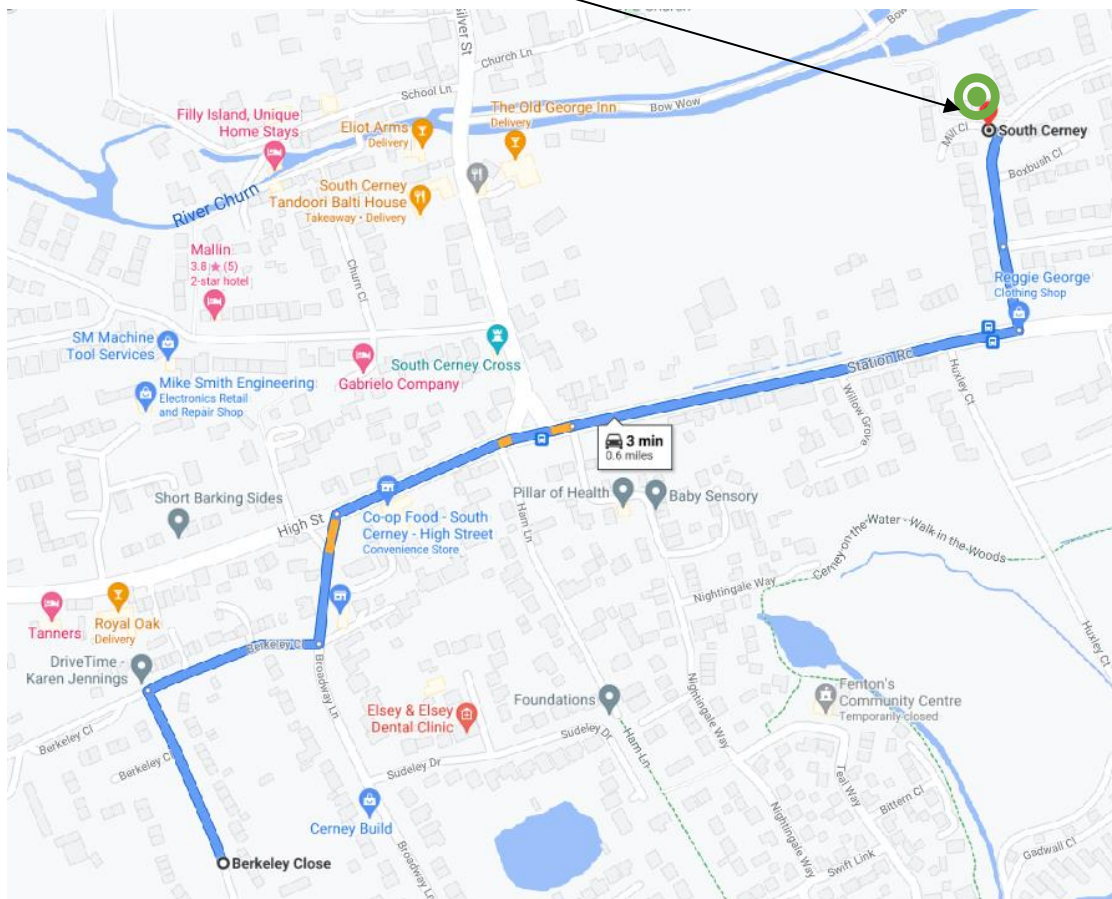 Silver St
Church Ln
School Ln
Bow Wow
Bow
Filly Island, Unique
Home Stays
Eliot Arms
Delivery
The Old George Inn
Delivery
South Cerney
Tandoori Balti House
Takeaway • Delivery
River Churn
Mill Cl
South Cerney
Boxbush Cl
Mallin
3.8 ★ (5)
2-star hotel
Churn Cl
Reggie George
Clothing Shop
SM Machine
Tool Services
South Cerney Cross
Gabrielo Company
Station Rd
Huxley Ct
Mike Smith Engineering
Electronics Retail
and Repair Shop
Willow Grove
3 min
0.6 miles
Short Barking Sides
High St
Co-op Food - South
Cerney - High Street
Convenience Store
Ham Ln
Pillar of Health
Baby Sensory
Cerney on the Water - Walk in the Woods
Nightingale Way
Tanners
Royal Oak
Delivery
Berkeley Cl
Huxley Ct
DriveTime -
Karen Jennings
Broadway Ln
Elsey & Elsey
Dental Clinic
Foundations
Nightingale Way
Fenton's
Community Centre
Temporarily closed
Berkeley Cl
Berkeley Cl
Sudeley Dr
Ham Ln
Sudeley Dr
Teal Way
Bittern Cl
Cerney Build
Broadway Ln
Nightingale Way
Swift Link
Gadwall Cl
Berkeley Close